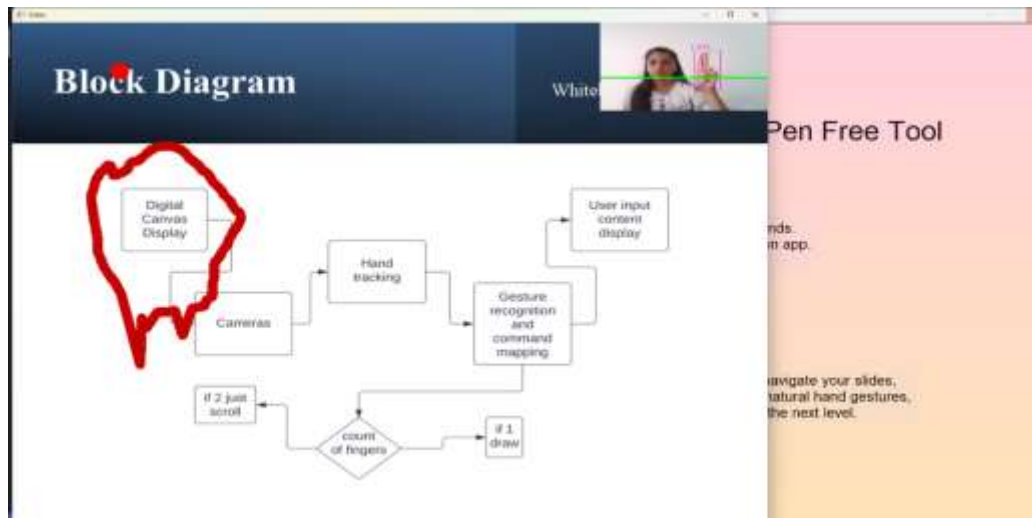 Block Diagram
White
Pen Free Tool
Digital
Canvas
Display
User input
content
display
nds.
n app.
Hand
tracking
Cameras
Gesture
recognition
and
command
mapping
avigate your slides,
natural hand gestures,
the next level.
if 2 just
scroll
count
of fingers
if 1
draw